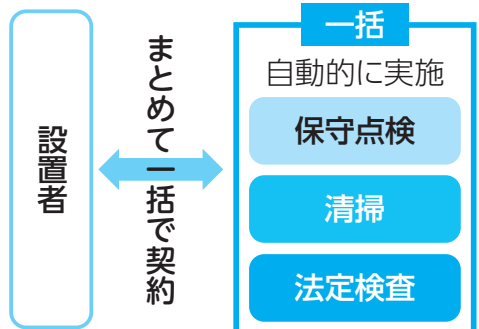 設置者
まとめて一括で契約
一括
自動的に実施
保守点検
清掃
法定検査